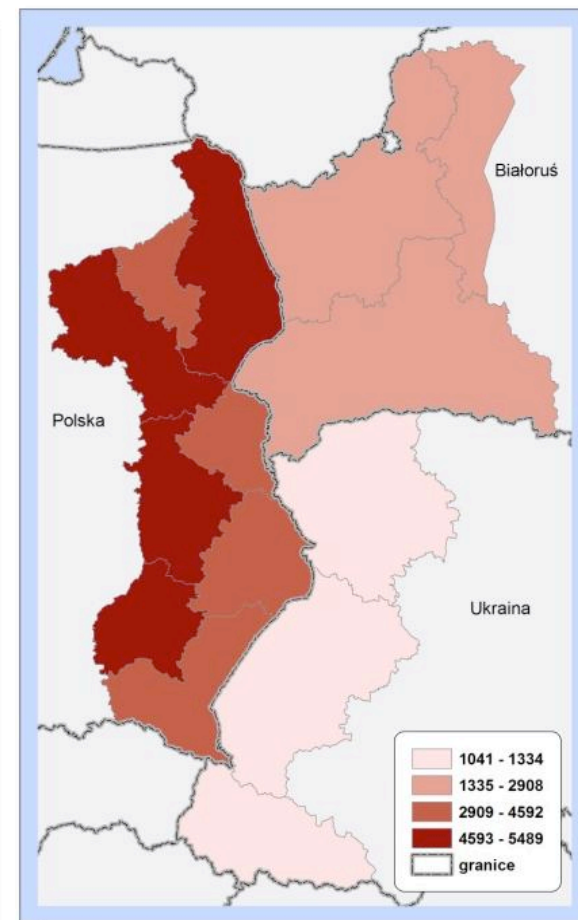 Białoruś
Polska
Ukraina
1041 - 1334
1335 - 2908
2909 - 4592
4593 - 5489
granice